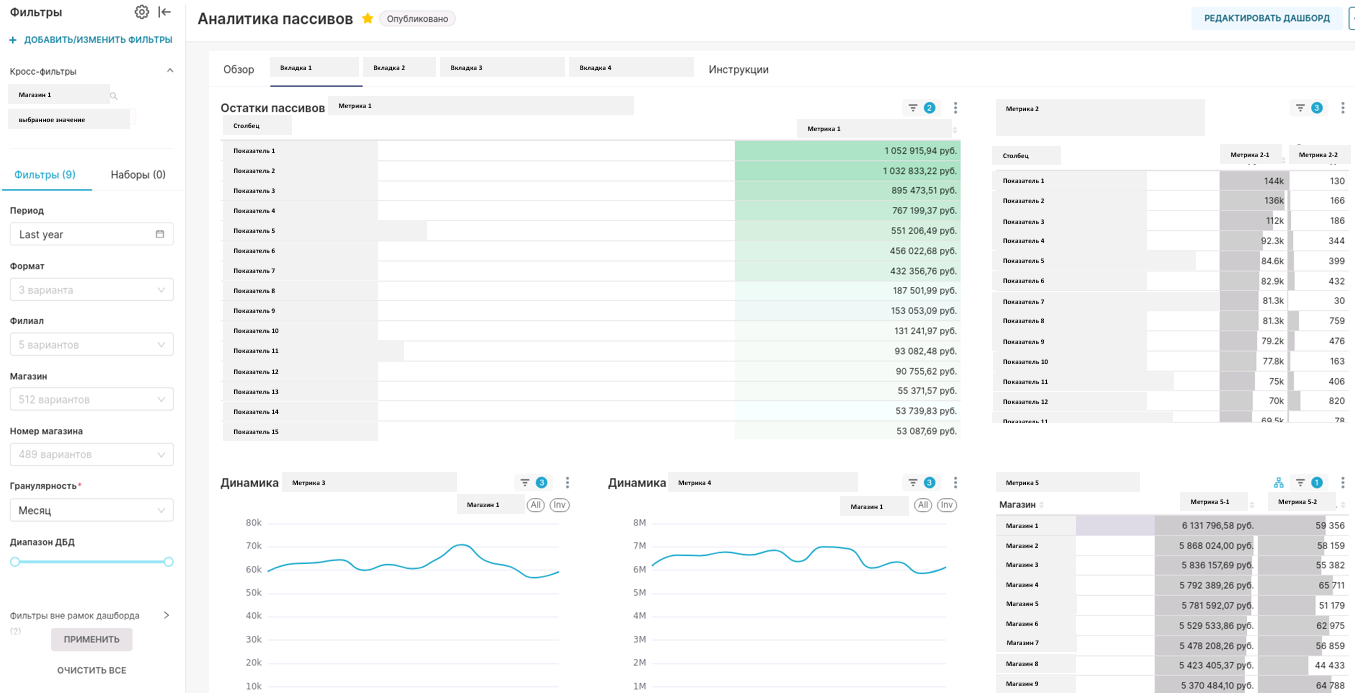 Фильтры
+ ДОБАВИТЬ/ИЗМЕНИТЬ ФИЛЬТРЫ
Кросс-фильтры
Магазин 1
выбранное значение
Фильтры (9)
Наборы (0)
Период
Last year
Формат
3 варианта
Филиал
5 вариантов
Магазин
512 вариантов
Номер магазина
489 вариантов
Гранулярность*
Месяц
Диапазон ДБД
Фильтры вне рамок дашборда
(2)
ПРИМЕНИТЬ
ОЧИСТИТЬ ВСЕ
Аналитика пассивов
Опубликовано
РЕДАКТИРОВАТЬ ДАШБОРД
Обзор
Вкладка 1
Вкладка 2
Вкладка 3
Вкладка 4
Инструкции
Остатки пассивов Метрика 1
2
Столбец Метрика 1
Показатель 1 1 052 915,94 руб.
Показатель 2 1 032 833,22 руб.
Показатель 3 895 473,51 руб.
Показатель 4 767 199,37 руб.
Показатель 5 551 206,49 руб.
Показатель 6 456 022,68 руб.
Показатель 7 432 356,76 руб.
Показатель 8 187 501,99 руб.
Показатель 9 153 053,09 руб.
Показатель 10 131 241,97 руб.
Показатель 11 93 082,48 руб.
Показатель 12 90 755,62 руб.
Показатель 13 55 371,57 руб.
Показатель 14 53 739,83 руб.
Показатель 15 53 087,69 руб.
Метрика 2
3
Столбец Метрика 2-1 Метрика 2-2
Показатель 1 144k 130
Показатель 2 136k 166
Показатель 3 112k 186
Показатель 4 92.3k 344
Показатель 5 84.6k 399
Показатель 6 82.9k 432
Показатель 7 81.3k 30
Показатель 8 81.3k 759
Показатель 9 79.2k 476
Показатель 10 77.8k 163
Показатель 11 75k 406
Показатель 12 70k 820
Показатель 11 69.5k 78
Динамика Метрика 3
3
Магазин 1 All Inv
80k
70k
60k
50k
40k
30k
20k
10k
Динамика Метрика 4
3
Магазин 1 All Inv
8M
7M
6M
5M
4M
3M
2M
1M
Метрика 5
1
Магазин Метрика 5-1 Метрика 5-2
Магазин 1 6 131 796,58 руб. 59 356
Магазин 2 5 868 024,00 руб. 58 159
Магазин 3 5 836 157,69 руб. 55 382
Магазин 4 5 792 389,26 руб. 65 711
Магазин 5 5 781 592,07 руб. 51 179
Магазин 6 5 529 533,86 руб. 62 975
Магазин 7 5 478 208,26 руб. 56 859
Магазин 8 5 423 405,37 руб. 44 433
Магазин 9 5 370 484,10 руб. 64 788